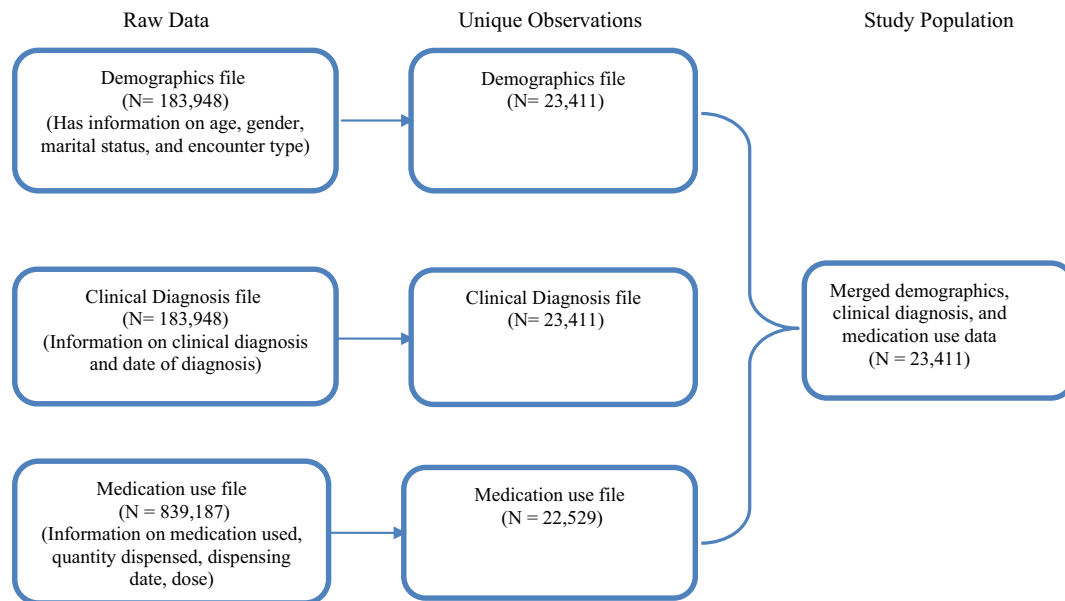 Raw Data
Unique Observations
Study Population
Demographics file
(N= 183,948)
(Has information on age, gender,
marital status, and encounter type)
Demographics file
(N= 23,411)
Clinical Diagnosis file
(N= 183,948)
(Information on clinical diagnosis
and date of diagnosis)
Clinical Diagnosis file
(N= 23,411)
Merged demographics,
clinical diagnosis, and
medication use data
(N = 23,411)
Medication use file
(N = 839,187)
(Information on medication used,
quantity dispensed, dispensing
date, dose)
Medication use file
(N = 22,529)